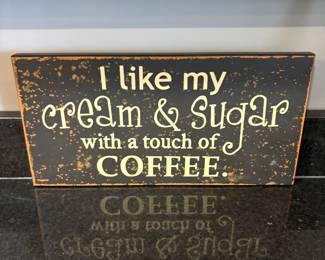 I like my
cream & sugar
with a touch of
COFFEE.